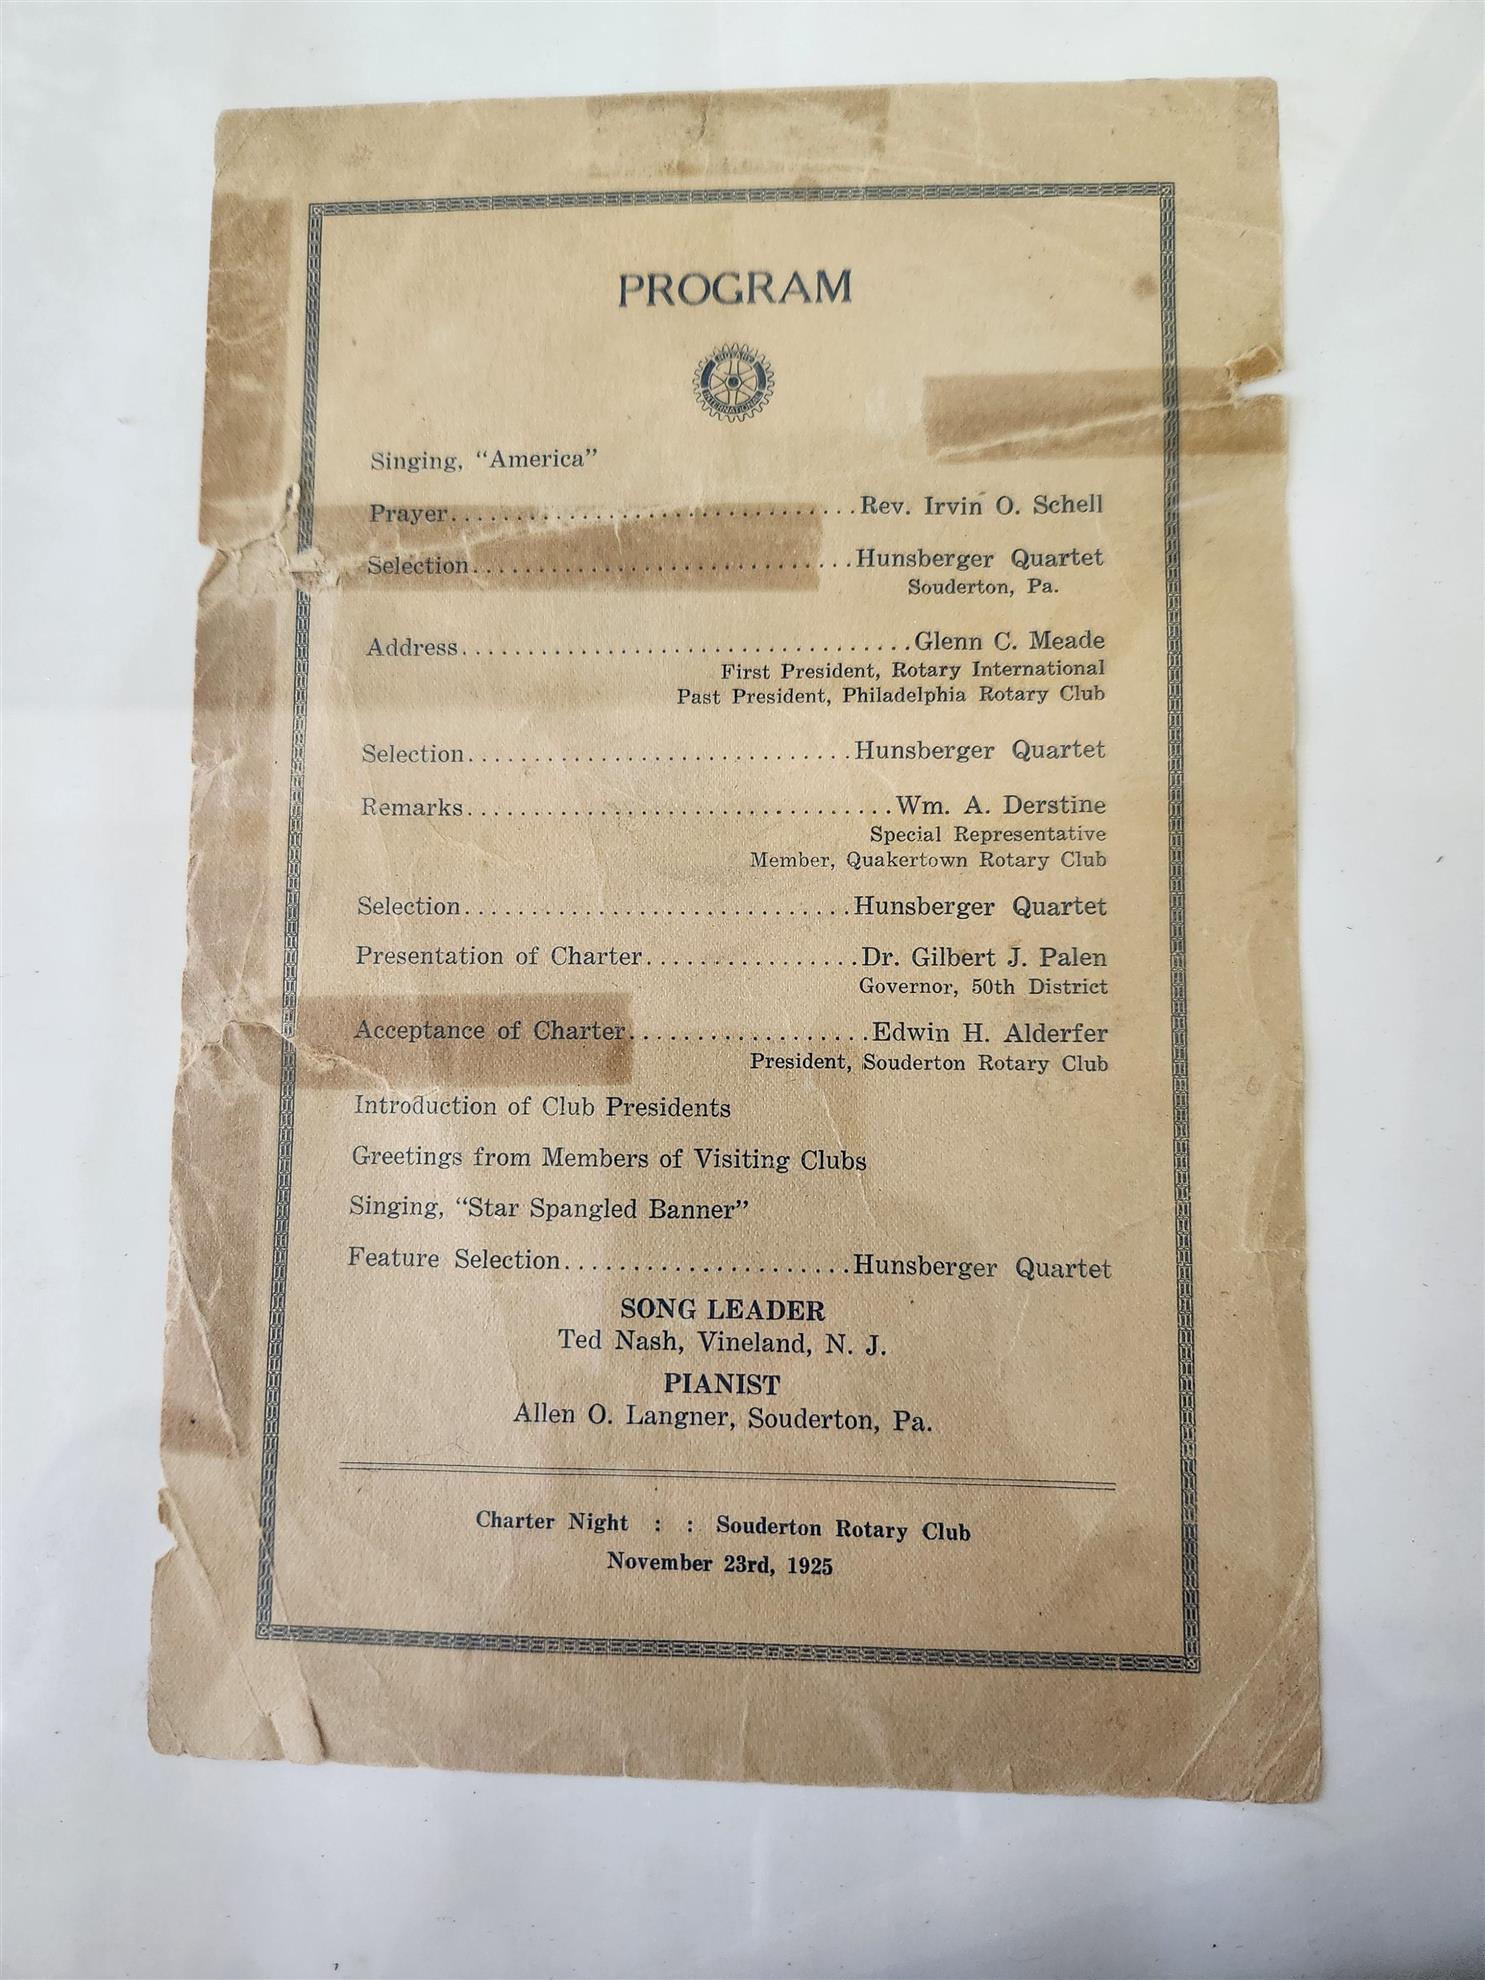 PROGRAM
ROTARY
INTERNATIONAL
Singing, "America"
Prayer...............................Rev. Irvin O. Schell
Selection.............................Hunsberger Quartet
Souderton, Pa.
Address..................................Glenn C. Meade
First President, Rotary International
Past President, Philadelphia Rotary Club
Selection.............................Hunsberger Quartet
Remarks................................Wm. A. Derstine
Special Representative
Member, Quakertown Rotary Club
Selection.............................Hunsberger Quartet
Presentation of Charter................Dr. Gilbert J. Palen
Governor, 50th District
Acceptance of Charter..................Edwin H. Alderfer
President, Souderton Rotary Club
Introduction of Club Presidents
Greetings from Members of Visiting Clubs
Singing, "Star Spangled Banner"
Feature Selection......................Hunsberger Quartet
SONG LEADER
Ted Nash, Vineland, N. J.
PIANIST
Allen O. Langner, Souderton, Pa.
Charter Night : : Souderton Rotary Club
November 23rd, 1925